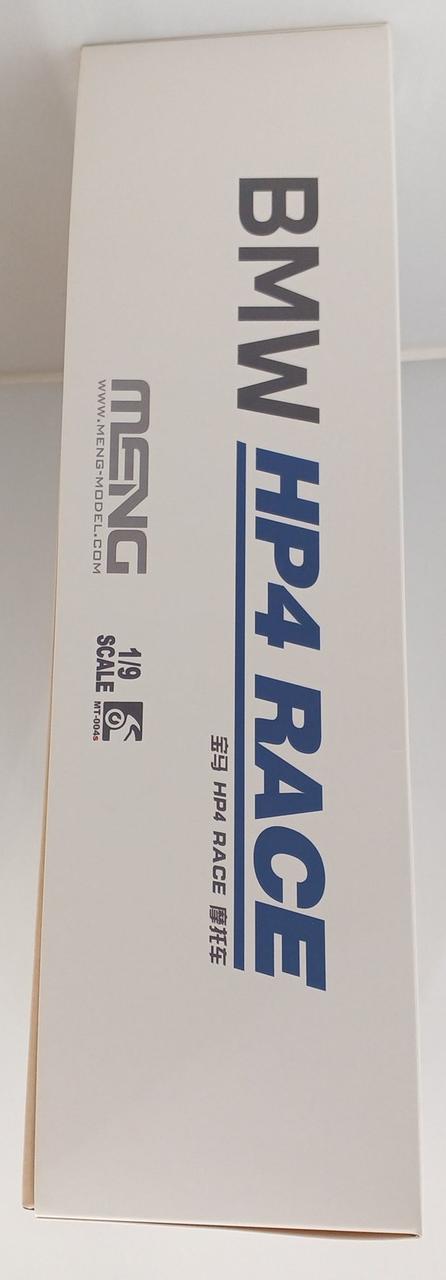 BMW HP4 RACE
宝马 HP4 RACE 摩托车
MENG
WWW.MENG-MODEL.COM
1/9
SCALE
MT-004s